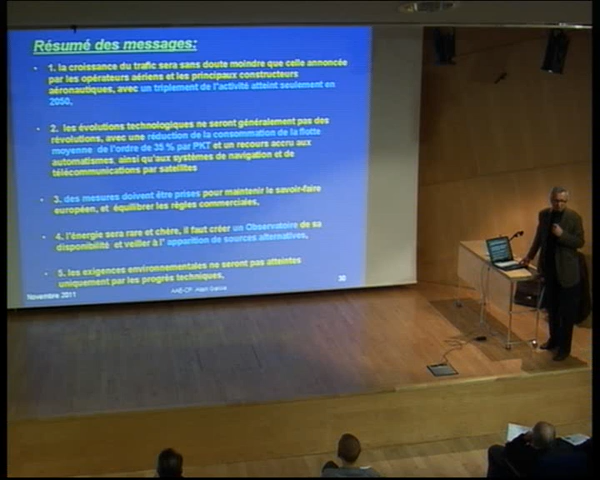 Résumé des messages:
• 1. la croissance du trafic sera sans doute moindre que celle annoncée
par les opérateurs aériens et les principaux constructeurs
aéronautiques, avec un triplement de l'activité atteint seulement en
2050,
• 2. les évolutions technologiques ne seront généralement pas des
révolutions, avec une réduction de la consommation de la flotte
moyenne de l'ordre de 35 % par PKT et un recours accru aux
automatismes, ainsi qu'aux systèmes de navigation et de
télécommunications par satellites
• 3. des mesures doivent être prises pour maintenir le savoir-faire
européen, et équilibrer les règles commerciales,
• 4. l'énergie sera rare et chère, il faut créer un Observatoire de sa
disponibilité et veiller à l' apparition de sources alternatives,
• 5. les exigences environnementales ne seront pas atteintes
uniquement par les progrès techniques,
Novembre 2011